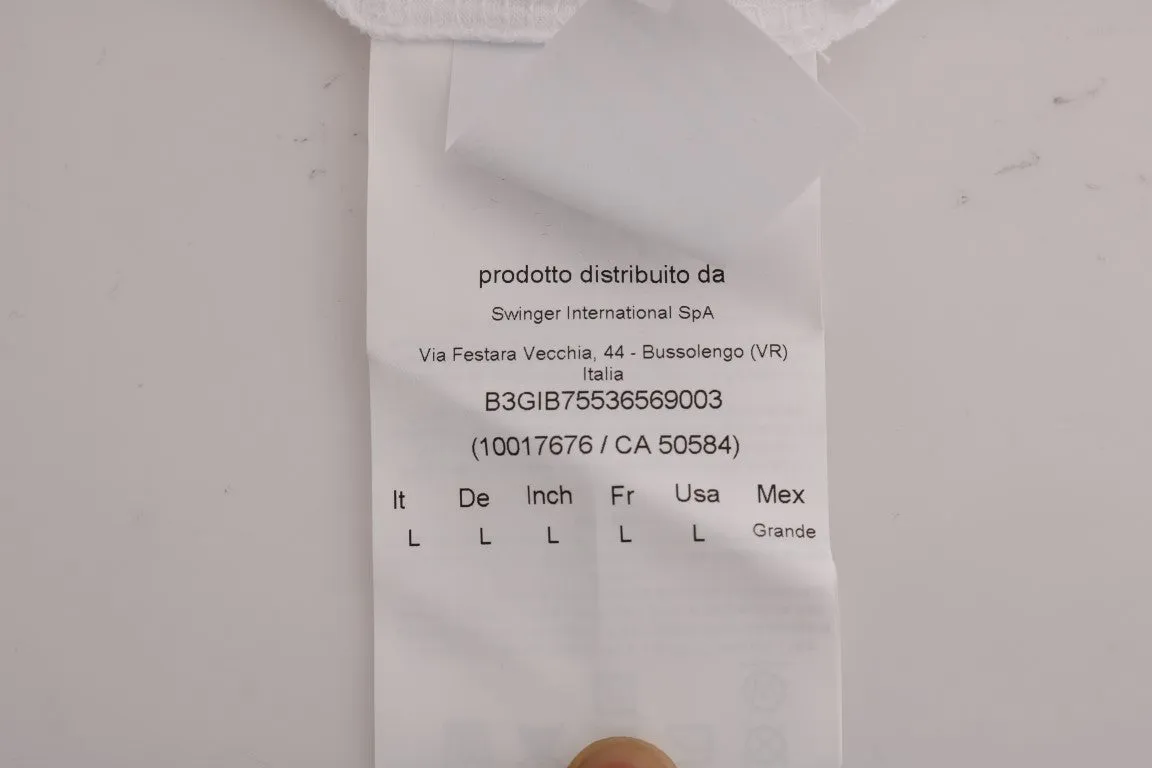 prodotto distribuito da
Swinger International SpA
Via Festara Vecchia, 44 - Bussolengo (VR)
Italia
B3GIB75536569003
(10017676 / CA 50584)
It De Inch Fr Usa Mex
L L L L L Grande